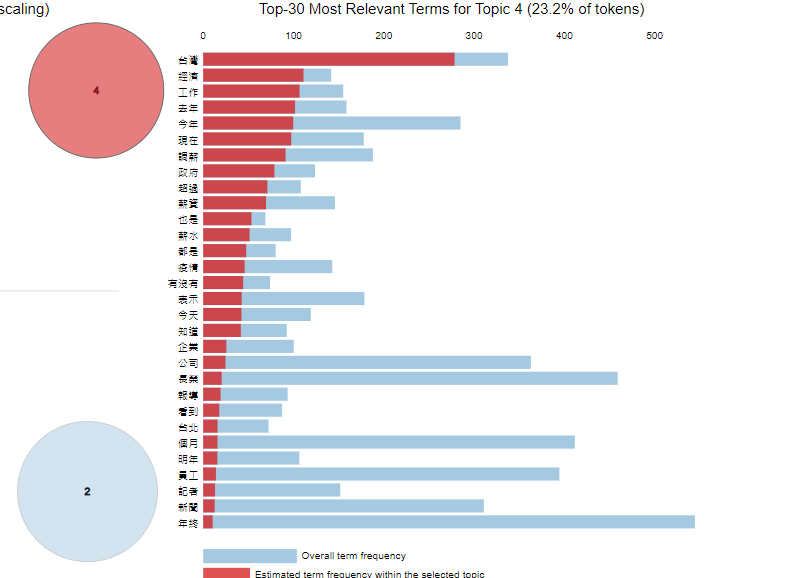 scaling)
Top-30 Most Relevant Terms for Topic 4 (23.2% of tokens)
0 100 200 300 400 500
台灣
經濟
工作
去年
今年
現在
調薪
政府
超過
薪資
也是
薪水
都是
疫情
有沒有
表示
今天
知道
企業
公司
長榮
報導
看到
台北
個月
明年
員工
記者
新聞
年終
4
2
Overall term frequency
Estimated term frequency within the selected topic